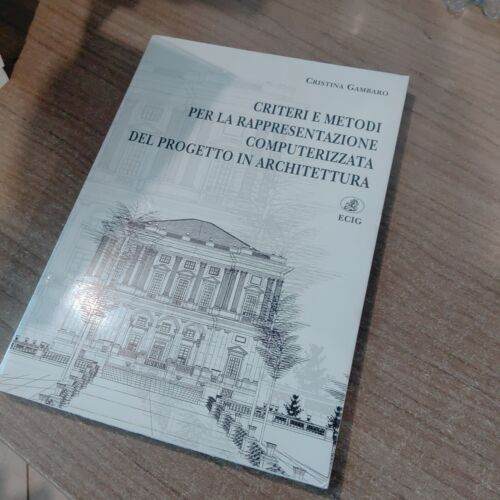 CRISTINA GAMBARO
CRITERI E METODI
PER LA RAPPRESENTAZIONE
COMPUTERIZZATA
DEL PROGETTO IN ARCHITETTURA
ECIG